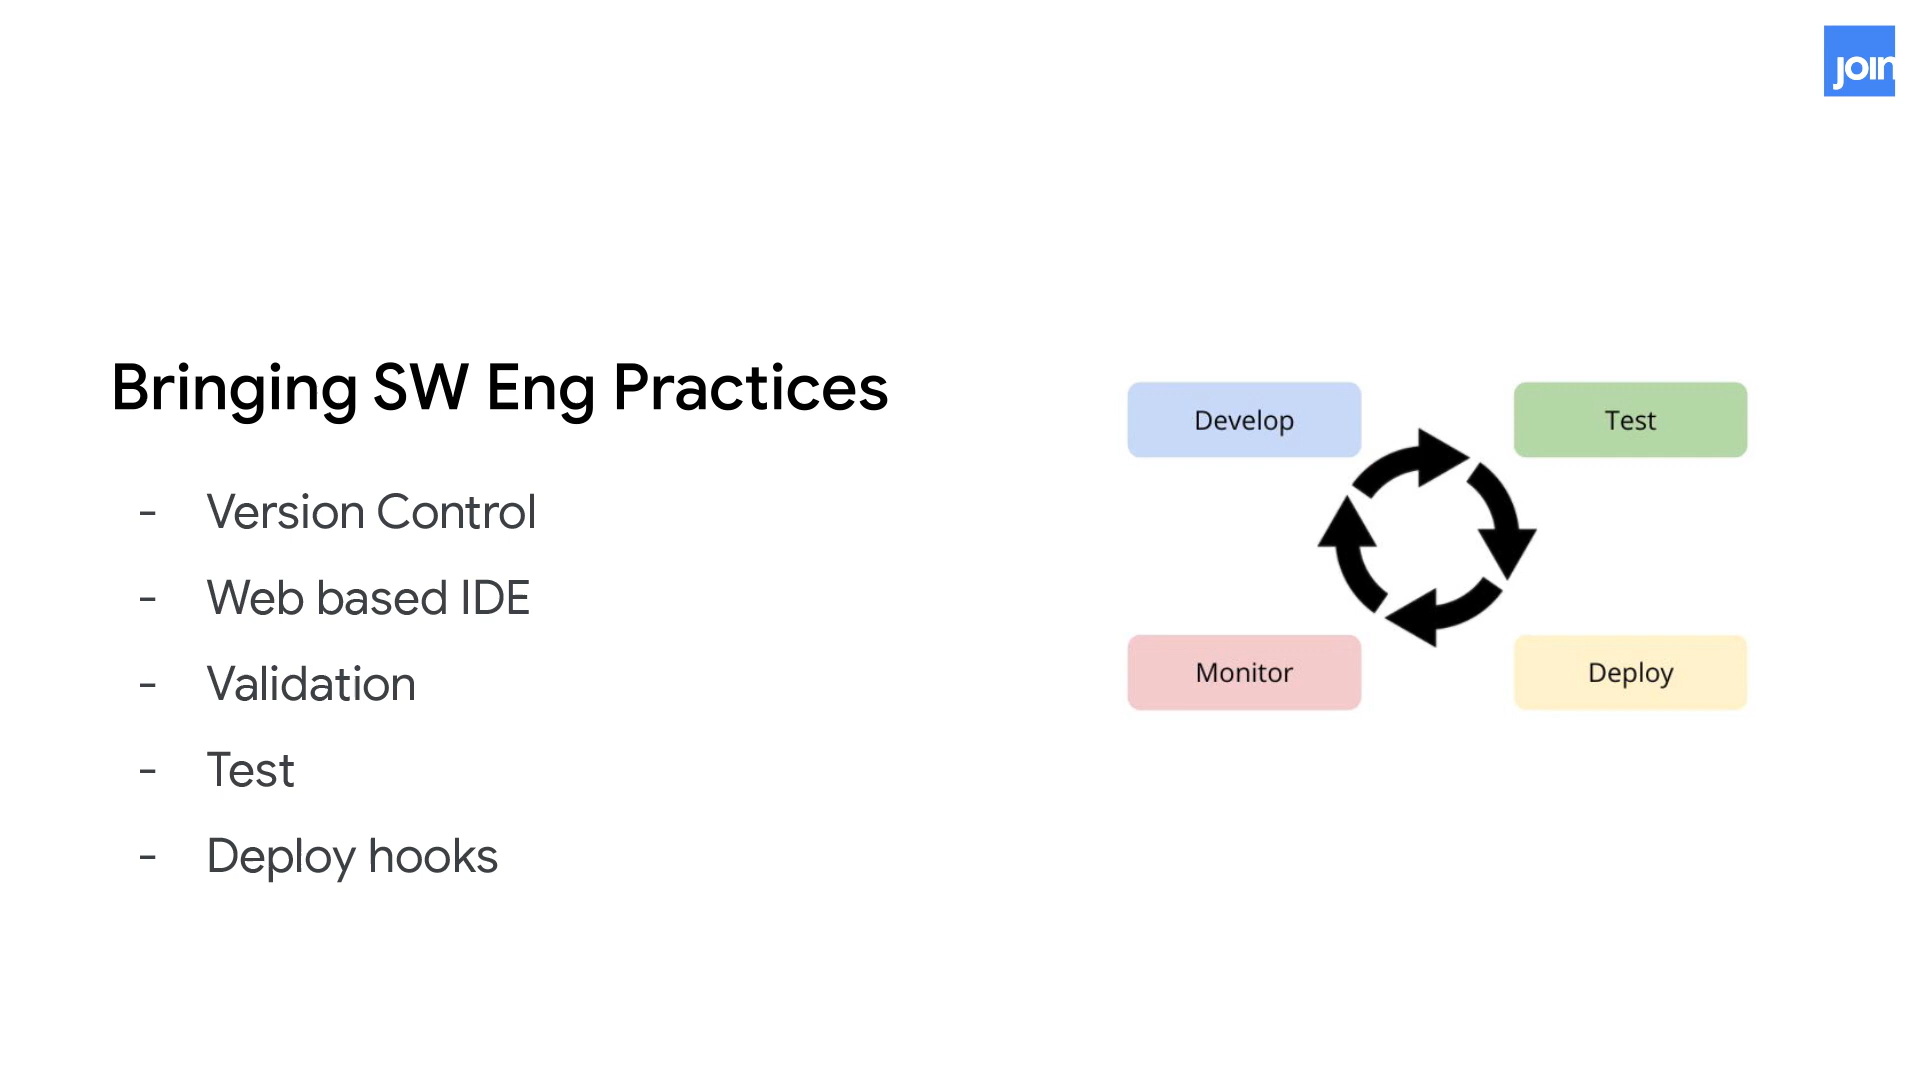 join
Bringing SW Eng Practices
- Version Control
- Web based IDE
- Validation
- Test
- Deploy hooks
Develop
Test
Monitor
Deploy